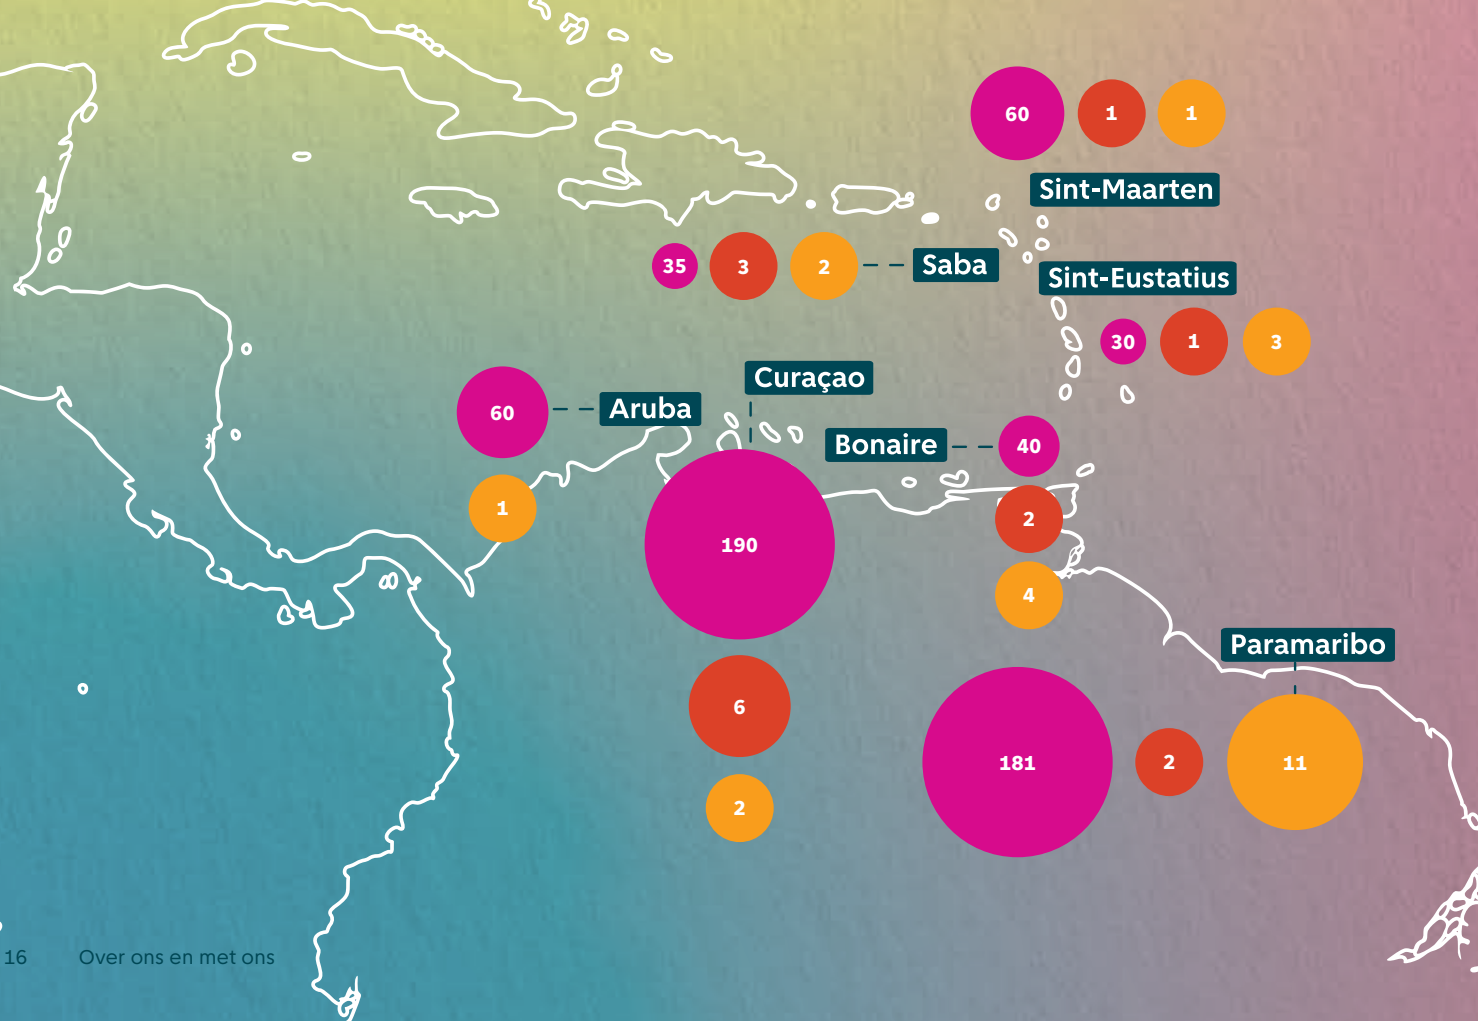 60 1 1
Sint-Maarten
35 3 2 Saba
Sint-Eustatius
30 1 3
Curaçao
60 Aruba
Bonaire 40
1
2
190
4
Paramaribo
6
181 2 11
2
16 Over ons en met ons